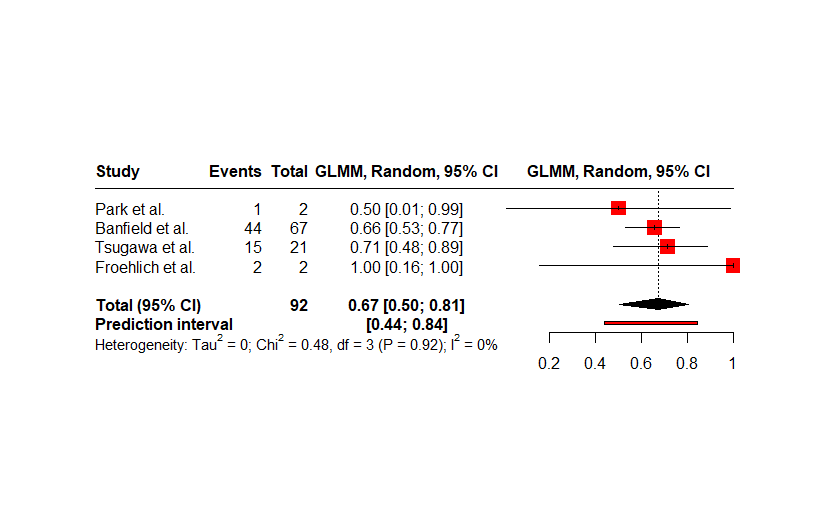 Study Events Total GLMM, Random, 95% CI GLMM, Random, 95% CI
Park et al. 1 2 0.50 [0.01; 0.99]
Banfield et al. 44 67 0.66 [0.53; 0.77]
Tsugawa et al. 15 21 0.71 [0.48; 0.89]
Froehlich et al. 2 2 1.00 [0.16; 1.00]
Total (95% CI) 92 0.67 [0.50; 0.81]
Prediction interval [0.44; 0.84]
Heterogeneity: Tau² = 0; Chi² = 0.48, df = 3 (P = 0.92); I² = 0%
0.2 0.4 0.6 0.8 1